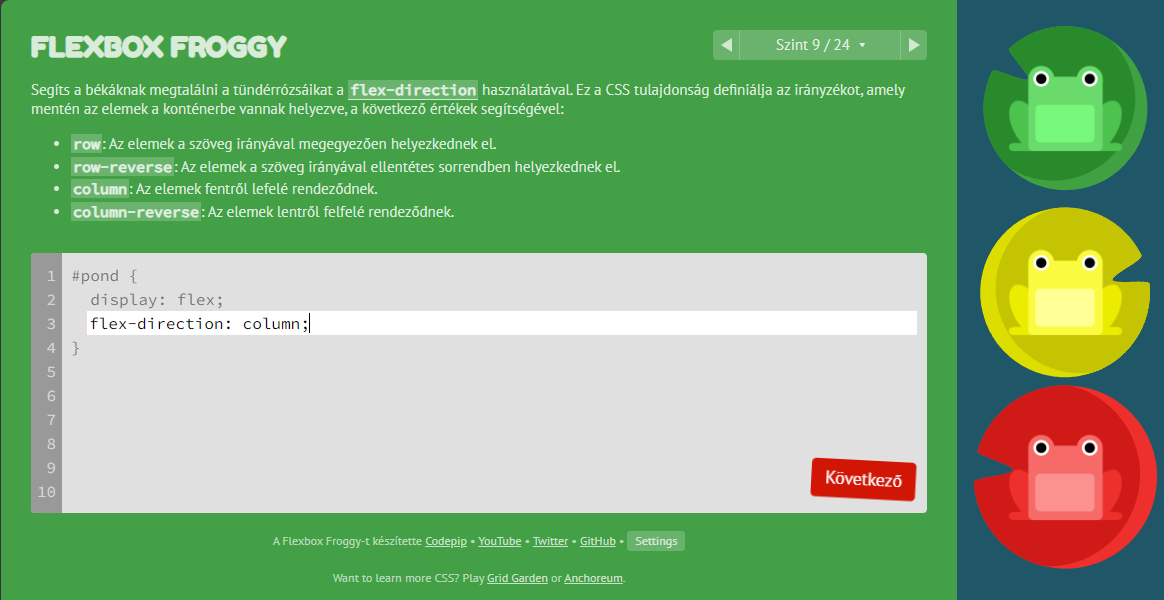 FLEXBOX FROGGY
Szint 9 / 24
Segíts a békáknak megtalálni a tündérrózsáikat a flex-direction használatával. Ez a CSS tulajdonság definiálja az irányzékot, amely
mentén az elemek a konténerbe vannak helyezve, a következő értékek segítségével:
row: Az elemek a szöveg irányával megegyezően helyezkednek el.
row-reverse: Az elemek a szöveg irányával ellentétes sorrendben helyezkednek el.
column: Az elemek fentről lefelé rendeződnek.
column-reverse: Az elemek lentről felfelé rendeződnek.
1 #pond {
2 display: flex;
3 flex-direction: column;
4 }
5
6
7
8
9
10
Következő
A Flexbox Froggy-t készítette Codepip • YouTube • Twitter • GitHub • Settings
Want to learn more CSS? Play Grid Garden or Anchoreum.